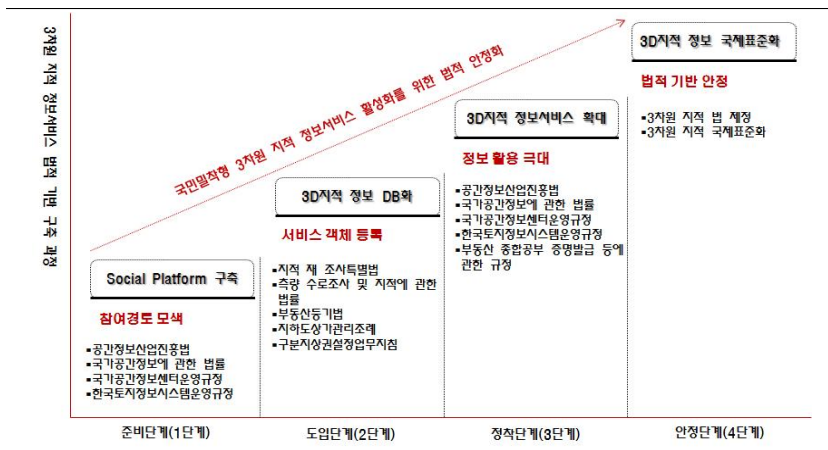 3차원 지적 정보서비스 법적 기반 구축 과정
국민밀착형 3차원 지적 정보서비스 활성화를 위한 법적 안정화
Social Platform 구축
참여경로 모색
▪공간정보산업진흥법
▪국가공간정보에 관한 법률
▪국가공간정보센터운영규정
▪한국토지정보시스템운영규정
준비단계(1단계)
3D지적 정보 DB화
서비스 객체 등록
▪지적 재 조사특별법
▪측량 수로조사 및 지적에 관한
법률
▪부동산등기법
▪지하도상가관리조례
▪구분지상권설정업무지침
도입단계(2단계)
3D지적 정보서비스 확대
정보 활용 극대
▪공간정보산업진흥법
▪국가공간정보에 관한 법률
▪국가공간정보센터운영규정
▪한국토지정보시스템운영규정
▪부동산 종합공부 증명발급 등에
관한 규정
정착단계(3단계)
3D지적 정보 국제표준화
법적 기반 안정
▪3차원 지적 법 제정
▪3차원 지적 국제표준화
안정단계(4단계)